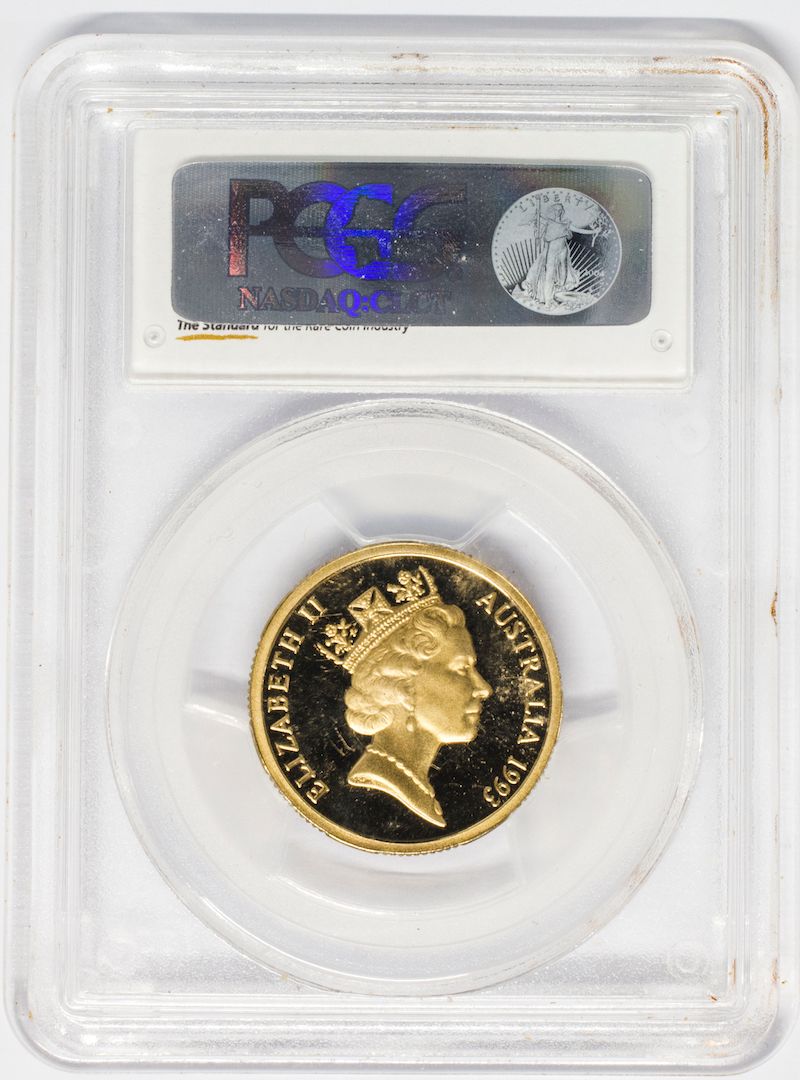 PCGS
NASDAQ:CLCT
LIBERTY
The Standard for the Rare Coin Industry
ELIZABETH II
AUSTRALIA 1993